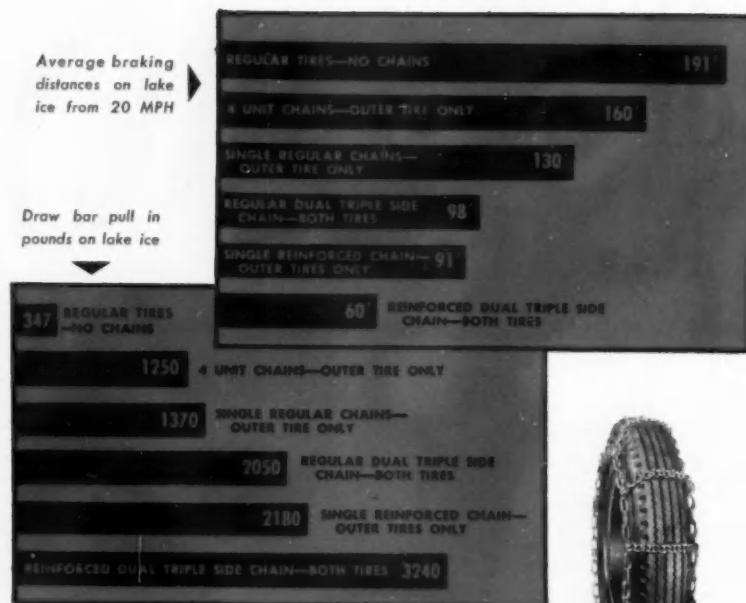 Average braking
distances on lake
ice from 20 MPH
REGULAR TIRES—NO CHAINS 191'
4 UNIT CHAINS—OUTER TIRE ONLY 160'
SINGLE REGULAR CHAINS—
OUTER TIRE ONLY 130'
REGULAR DUAL TRIPLE SIDE
CHAIN—BOTH TIRES 98'
SINGLE REINFORCED CHAIN—
OUTER TIRES ONLY 91'
60' REINFORCED DUAL TRIPLE SIDE
CHAIN—BOTH TIRES
Draw bar pull in
pounds on lake ice
347 REGULAR TIRES
—NO CHAINS
1250 4 UNIT CHAINS—OUTER TIRE ONLY
1370 SINGLE REGULAR CHAINS—
OUTER TIRE ONLY
2050 REGULAR DUAL TRIPLE SIDE
CHAIN—BOTH TIRES
2180 SINGLE REINFORCED CHAIN—
OUTER TIRES ONLY
REINFORCED DUAL TRIPLE SIDE CHAIN—BOTH TIRES 3240